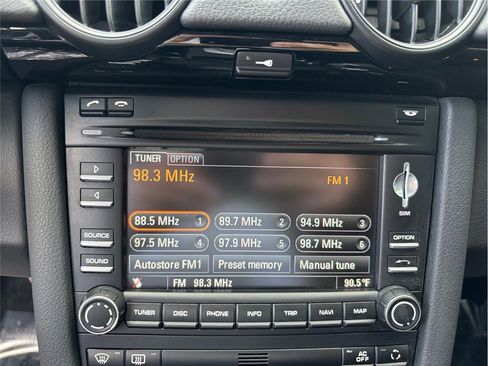 TUNER OPTION
98.3 MHz FM 1
88.5 MHz 1 89.7 MHz 2 94.9 MHz 3
97.5 MHz 4 97.9 MHz 5 98.7 MHz 6
Autostore FM1 Preset memory Manual tune
FM 98.3 MHz 90.5 °F
SIM
SOURCE OPTION
SOUND
TUNER DISC PHONE INFO TRIP NAVI MAP
AC OFF